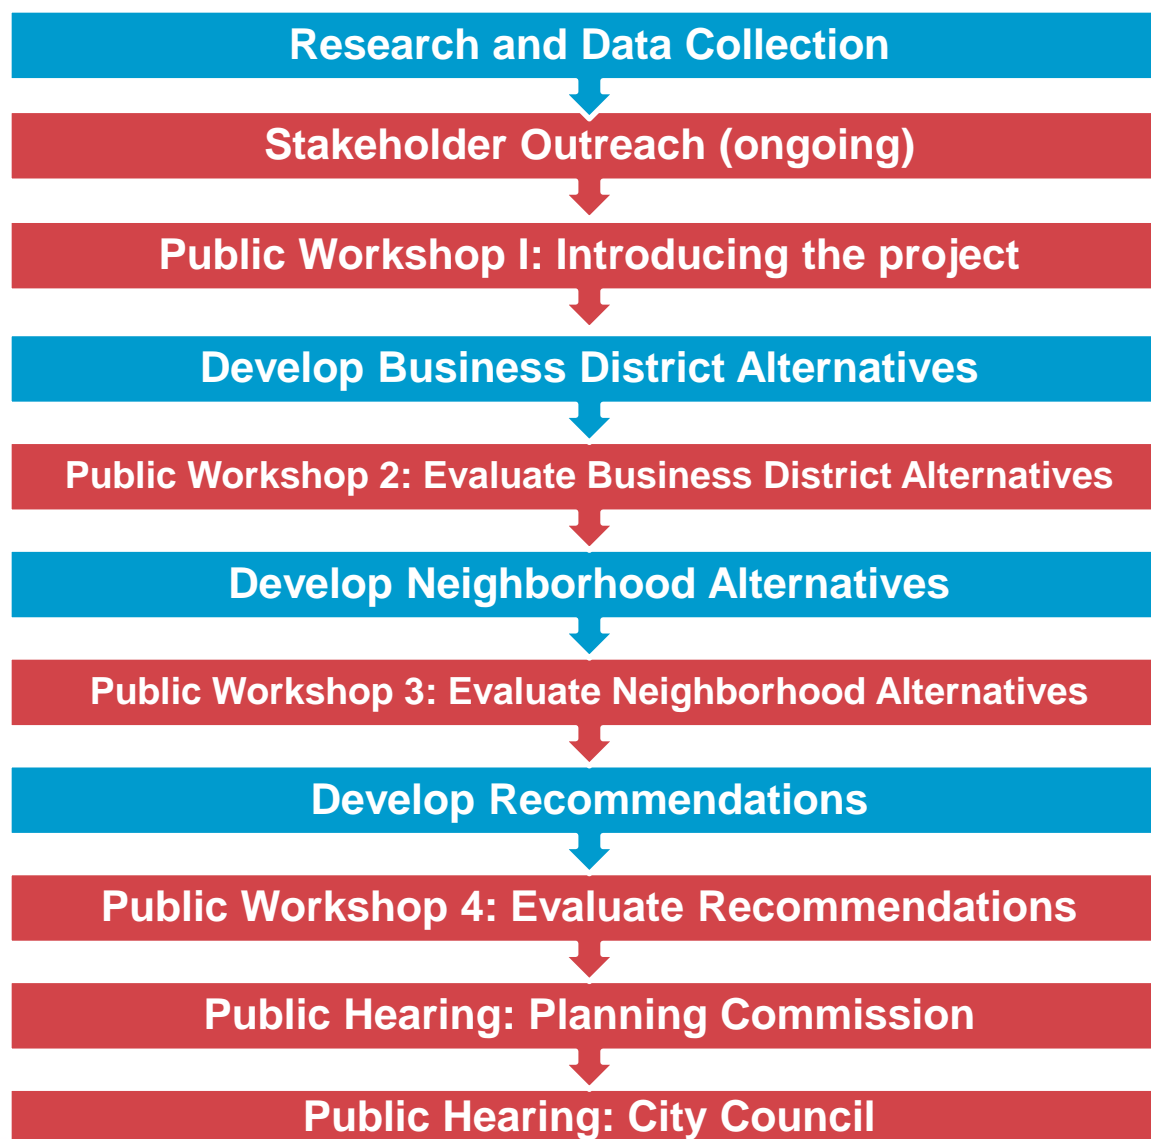 Research and Data Collection
Stakeholder Outreach (ongoing)
Public Workshop I: Introducing the project
Develop Business District Alternatives
Public Workshop 2: Evaluate Business District Alternatives
Develop Neighborhood Alternatives
Public Workshop 3: Evaluate Neighborhood Alternatives
Develop Recommendations
Public Workshop 4: Evaluate Recommendations
Public Hearing: Planning Commission
Public Hearing: City Council